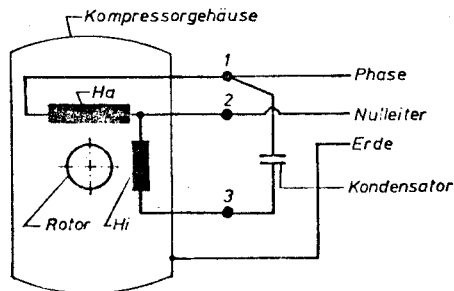 Kompressorgehäuse
1
Phase
Ha
2
Nulleiter
Erde
3
Kondensator
Rotor
Hi